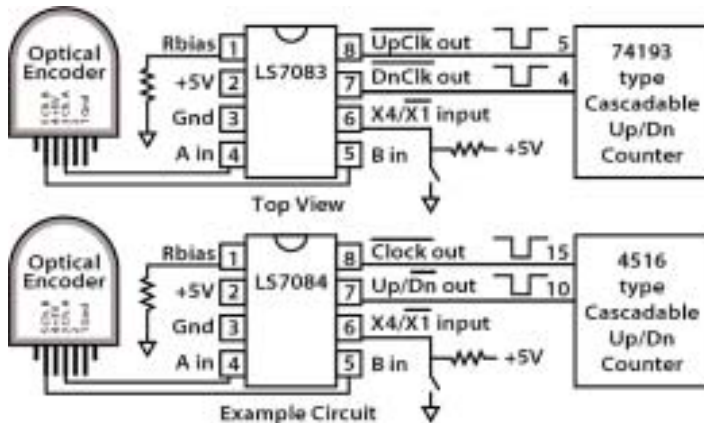 Optical
Encoder
Rbias 1
+5V 2
Gnd 3
A in 4
LS7083
8 UpClk out 5
7 DnClk out 4
6 X4/X1 input
5 B in
+5V
74193
type
Cascadable
Up/Dn
Counter
Top View
Optical
Encoder
Rbias 1
+5V 2
Gnd 3
A in 4
LS7084
8 Clock out 15
7 Up/Dn out 10
6 X4/X1 input
5 B in
+5V
4516
type
Cascadable
Up/Dn
Counter
Example Circuit